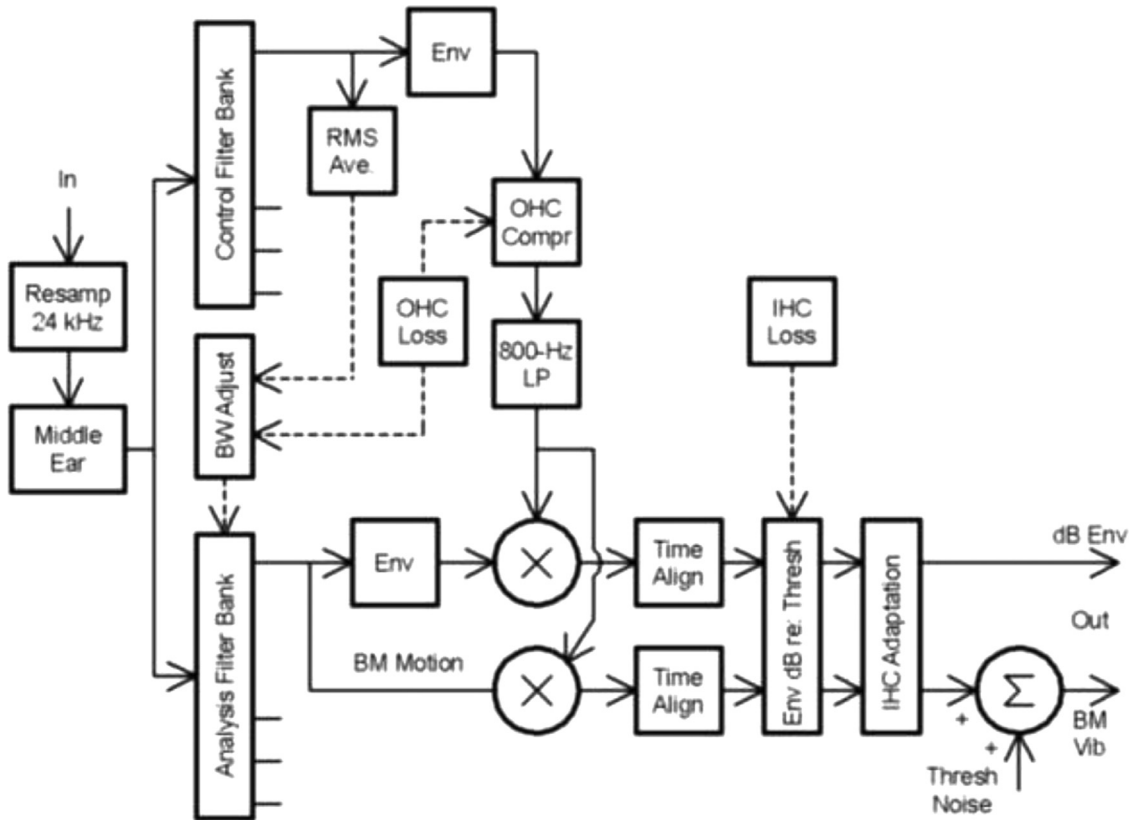 In
Resamp
24 kHz
Middle
Ear
Control Filter Bank
Env
RMS
Ave.
OHC
Compr
OHC
Loss
800-Hz
LP
IHC
Loss
BW Adjust
Analysis Filter Bank
Env
×
Time
Align
Env dB re: Thresh
IHC Adaptation
dB Env
Out
BM Motion
×
Time
Align
Σ
+
+
BM
Vib
Thresh
Noise